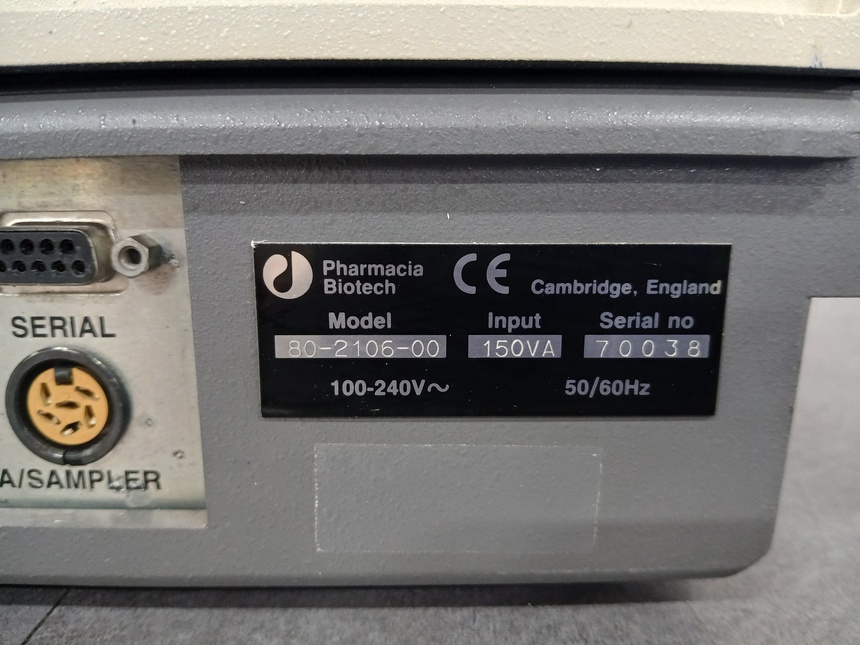 Pharmacia
Biotech
CE
Cambridge, England
Model
Input
Serial no
80-2106-00
150VA
70038
100-240V~
50/60Hz
SERIAL
A/SAMPLER